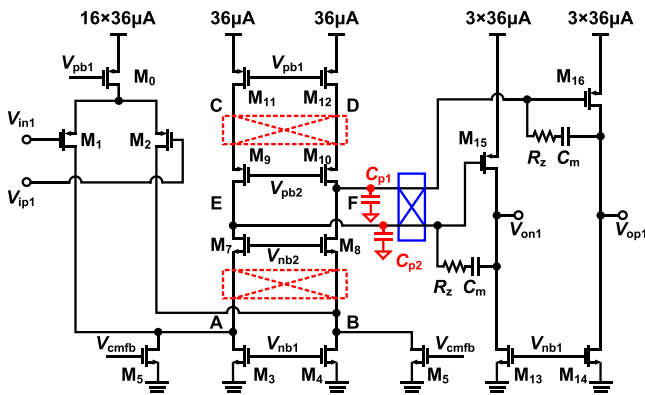 16×36μA
36μA
36μA
3×36μA
3×36μA
Vpb1
M0
Vpb1
M11
M12
M16
C
D
Vin1
M1
M2
M9
M10
M15
Rz
Cm
Vip1
E
Vpb2
F
Cp1
M7
Vnb2
M8
Cp2
Von1
Vop1
Rz
Cm
A
B
Vcmfb
M5
Vnb1
M3
M4
Vcmfb
M5
Vnb1
M13
M14